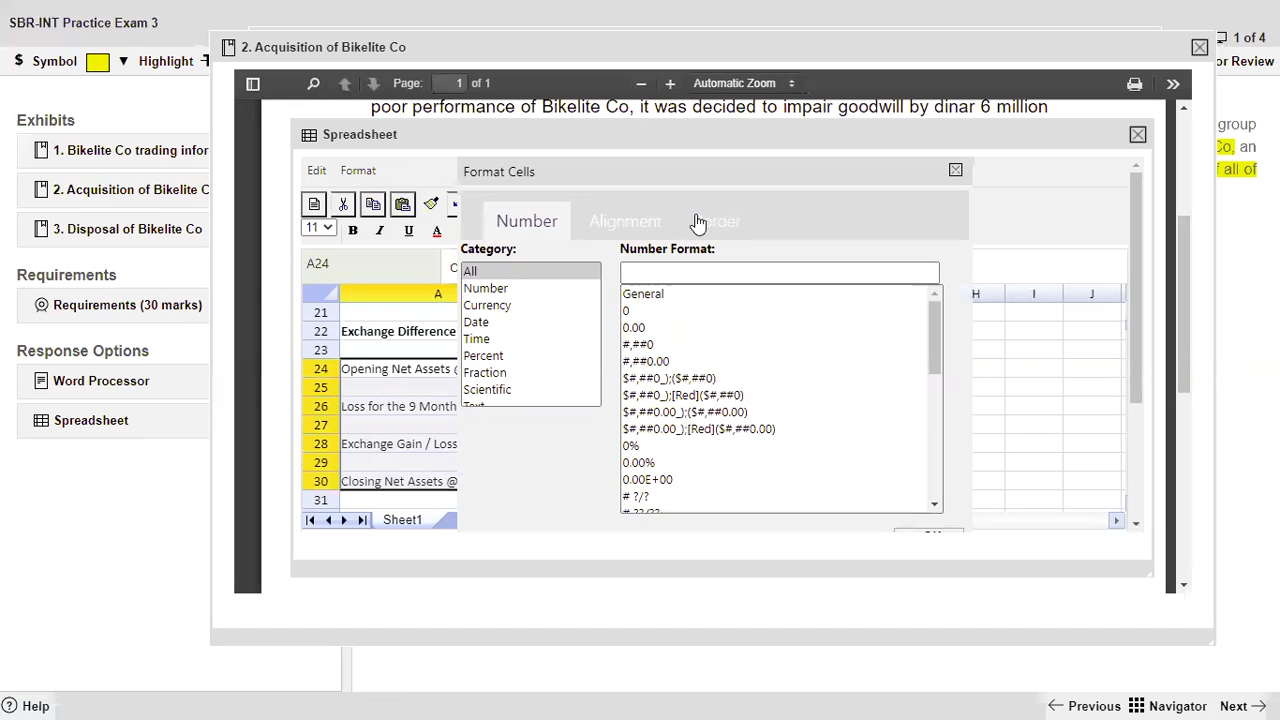 SBR-INT Practice Exam 3
1 of 4
Symbol
Highlight
or Review
2. Acquisition of Bikelite Co
Page: 1 of 1
Automatic Zoom
poor performance of Bikelite Co, it was decided to impair goodwill by dinar 6 million
group
Co, an
f all of
Exhibits
1. Bikelite Co trading infor
2. Acquisition of Bikelite Co
3. Disposal of Bikelite Co
Requirements (30 marks)
Response Options
Word Processor
Spreadsheet
Spreadsheet
Edit Format
11
B I U A
A24
A
H I J
21
22 Exchange Difference
23
24 Opening Net Assets @
25
26 Loss for the 9 Month
27
28 Exchange Gain / Loss
29
30 Closing Net Assets @
31
Sheet1
Format Cells
Number Alignment
Category:
All
Number
Currency
Date
Time
Percent
Fraction
Scientific
Text
Number Format:
General
0
0.00
#,##0
#,##0.00
$#,##0_);($#,##0)
$#,##0_);[Red]($#,##0)
$#,##0.00_);($#,##0.00)
$#,##0.00_);[Red]($#,##0.00)
0%
0.00%
0.00E+00
# ?/?
# ??/??
Help
Previous
Navigator
Next